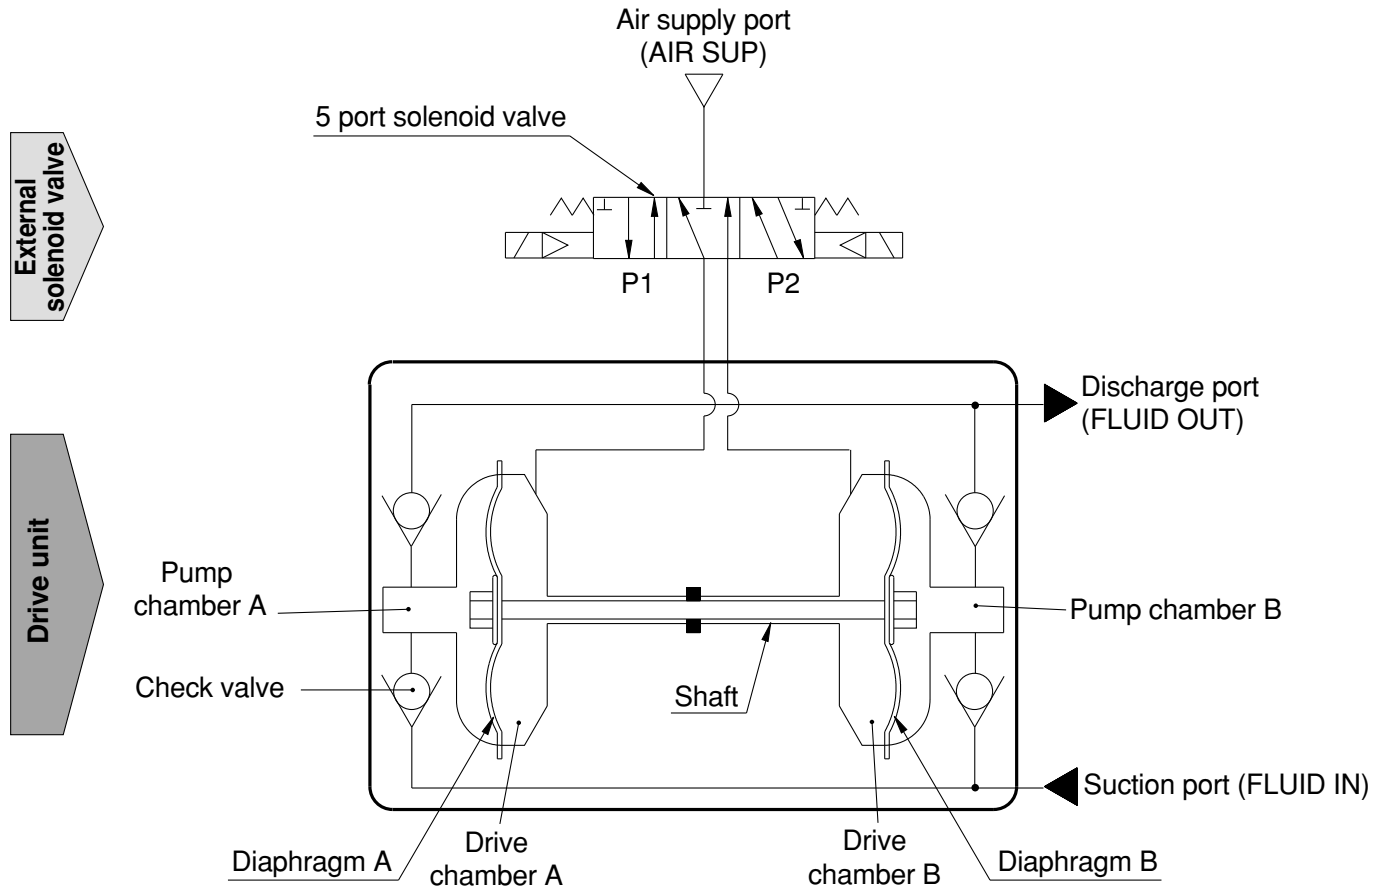 Air supply port
(AIR SUP)
5 port solenoid valve
External
solenoid valve
P1
P2
Discharge port
(FLUID OUT)
Drive unit
Pump
chamber A
Pump chamber B
Check valve
Shaft
Suction port (FLUID IN)
Diaphragm A
Drive
chamber A
Drive
chamber B
Diaphragm B